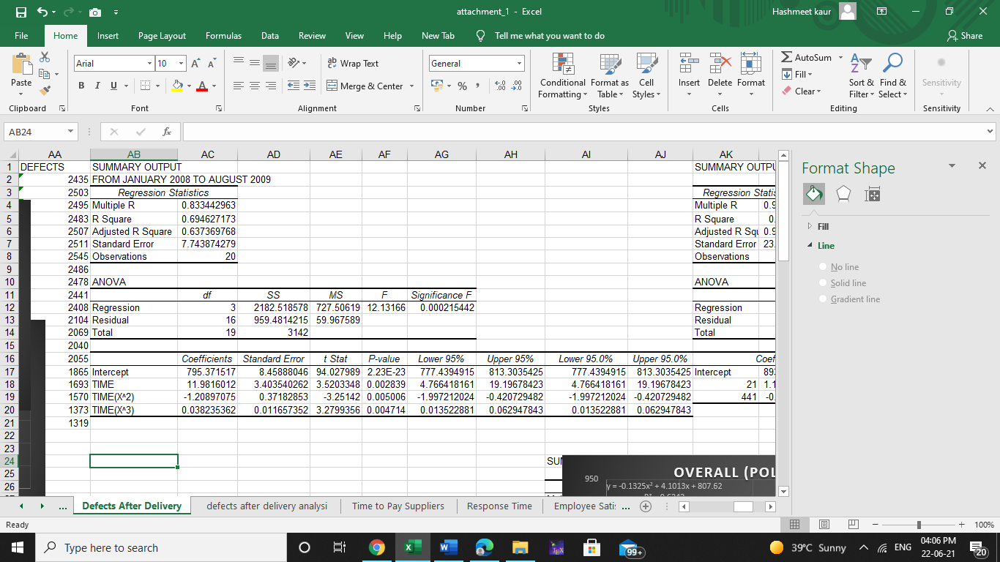 attachment_1 - Excel
Hashmeet kaur
File Home Insert Page Layout Formulas Data Review View Help New Tab Tell me what you want to do Share
Paste
Arial 10
Wrap Text
Merge & Center
General
Conditional Formatting
Format as Table
Cell Styles
Insert Delete Format
AutoSum
Fill
Clear
Sort & Filter
Find & Select
Sensitivity
Clipboard Font Alignment Number Styles Cells Editing Sensitivity
AB24 fx
AA AB AC AD AE AF AG AH AI AJ AK
1 DEFECTS SUMMARY OUTPUT SUMMARY OUTPU
2 2435 FROM JANUARY 2008 TO AUGUST 2009
3 2503 Regression Statistics Regression Statis
4 2495 Multiple R 0.833442963 Multiple R 0.9
5 2483 R Square 0.694627173 R Square 0.
6 2507 Adjusted R Square 0.637369768 Adjusted R Squ 0.9
7 2511 Standard Error 7.743874279 Standard Error 23.
8 2545 Observations 20 Observations
9 2486
10 2478 ANOVA ANOVA
11 2441 df SS MS F Significance F
12 2408 Regression 3 2182.518578 727.50619 12.13166 0.000215442 Regression
13 2104 Residual 16 959.4814215 59.967589 Residual
14 2069 Total 19 3142 Total
15 2040
16 2055 Coefficients Standard Error t Stat P-value Lower 95% Upper 95% Lower 95.0% Upper 95.0% Coef
17 1865 Intercept 795.371517 8.45888046 94.027989 2.23E-23 777.4394915 813.3035425 777.4394915 813.3035425 Intercept 89
18 1693 TIME 11.9816012 3.403540262 3.5203348 0.002839 4.766418161 19.19678423 4.766418161 19.19678423 21 1.1
19 1570 TIME(X^2) -1.20897075 0.37182853 -3.25142 0.005006 -1.997212024 -0.420729482 -1.997212024 -0.420729482 441 -0.
20 1373 TIME(X^3) 0.038235362 0.011657352 3.2799356 0.004714 0.013522881 0.062947843 0.013522881 0.062947843
21 1319
22
23
24 SUM
25
26
OVERALL (POL
950
y = -0.1325x² + 4.1013x + 807.62
Format Shape
Fill
Line
No line
Solid line
Gradient line
... Defects After Delivery defects after delivery analysi Time to Pay Suppliers Response Time Employee Satis ...
Ready 100%
Type here to search
99+
39°C Sunny
ENG
04:06 PM
22-06-21
20